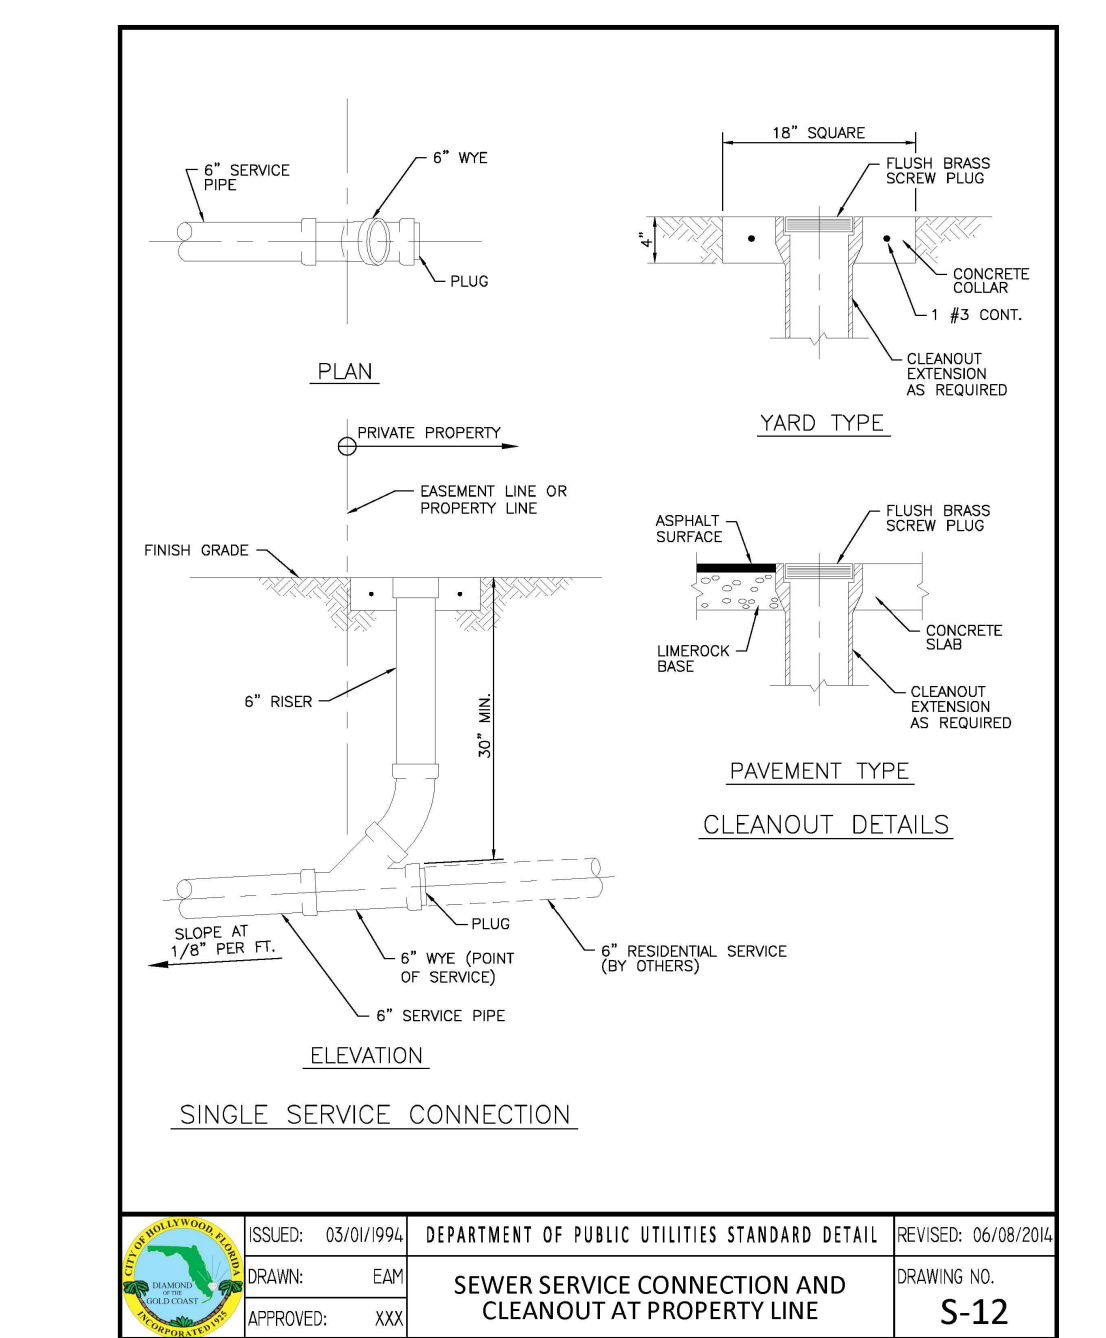 6" SERVICE
PIPE
6" WYE
PLUG
PLAN
18" SQUARE
FLUSH BRASS
SCREW PLUG
4"
CONCRETE
COLLAR
1 #3 CONT.
CLEANOUT
EXTENSION
AS REQUIRED
YARD TYPE
PRIVATE PROPERTY
EASEMENT LINE OR
PROPERTY LINE
FINISH GRADE
6" RISER
30" MIN.
PLUG
SLOPE AT
1/8" PER FT.
6" WYE (POINT
OF SERVICE)
6" RESIDENTIAL SERVICE
(BY OTHERS)
6" SERVICE PIPE
ELEVATION
SINGLE SERVICE CONNECTION
ASPHALT
SURFACE
FLUSH BRASS
SCREW PLUG
LIMEROCK
BASE
CONCRETE
SLAB
CLEANOUT
EXTENSION
AS REQUIRED
PAVEMENT TYPE
CLEANOUT DETAILS
CITY OF HOLLYWOOD, FLORIDA
DIAMOND
OF THE
GOLD COAST
INCORPORATED 1925
ISSUED: 03/01/1994
DRAWN: EAM
APPROVED: XXX
DEPARTMENT OF PUBLIC UTILITIES STANDARD DETAIL
SEWER SERVICE CONNECTION AND
CLEANOUT AT PROPERTY LINE
REVISED: 06/08/2014
DRAWING NO.
S-12